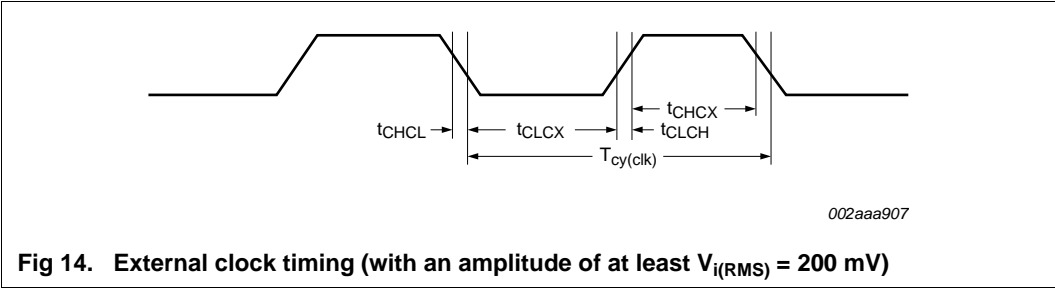 tCHCX
tCHCL
tCLCX
tCLCH
Tcy(clk)
002aaa907
Fig 14. External clock timing (with an amplitude of at least Vi(RMS) = 200 mV)